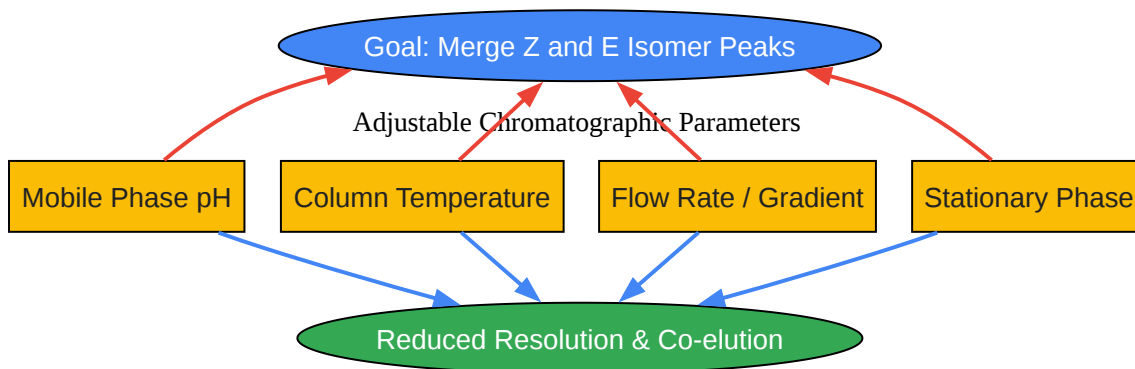 Goal: Merge Z and E Isomer Peaks
Adjustable Chromatographic Parameters
Mobile Phase pH
Column Temperature
Flow Rate / Gradient
Stationary Phase
Reduced Resolution & Co-elution